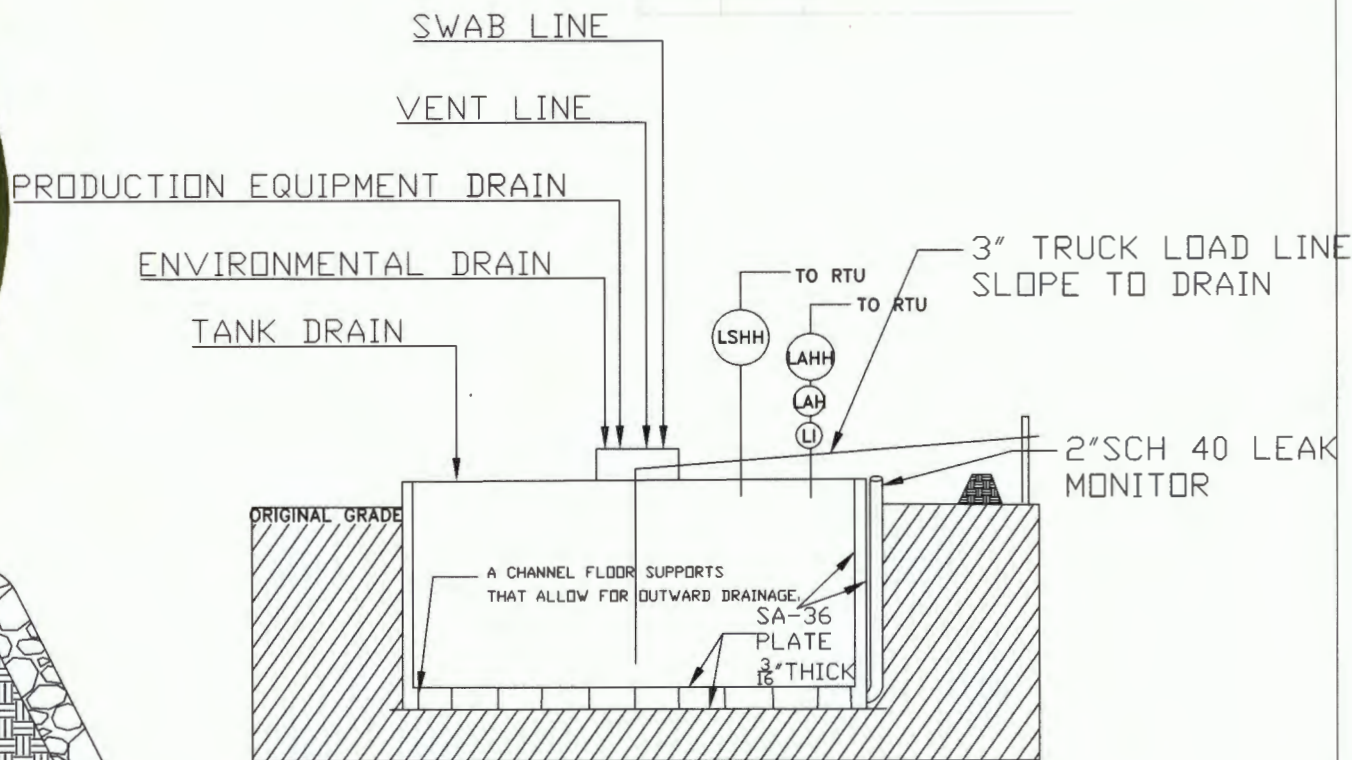 SWAB LINE
VENT LINE
PRODUCTION EQUIPMENT DRAIN
ENVIRONMENTAL DRAIN
TANK DRAIN
TO RTU
TO RTU
3" TRUCK LOAD LINE
SLOPE TO DRAIN
LSHH
LAHH
LAH
LI
2"SCH 40 LEAK
MONITOR
ORIGINAL GRADE
A CHANNEL FLOOR SUPPORTS
THAT ALLOW FOR OUTWARD DRAINAGE.
SA-36
PLATE
3/16"THICK